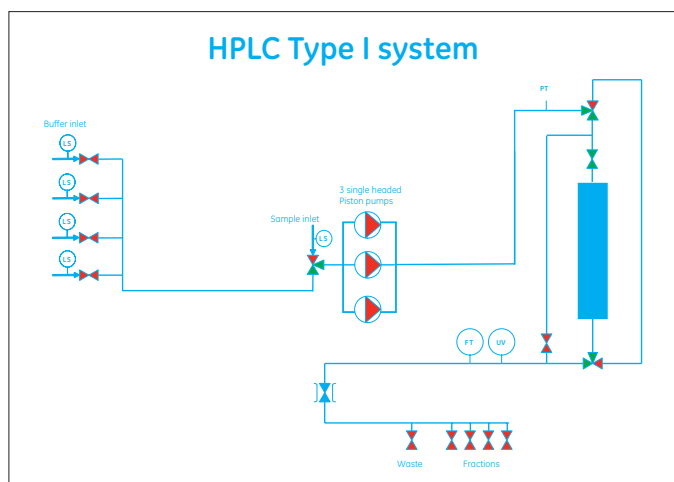 HPLC Type I system
PT
Buffer inlet
LS
LS
LS
LS
3 single headed
Piston pumps
Sample inlet
LS
FT
UV
Waste
Fractions